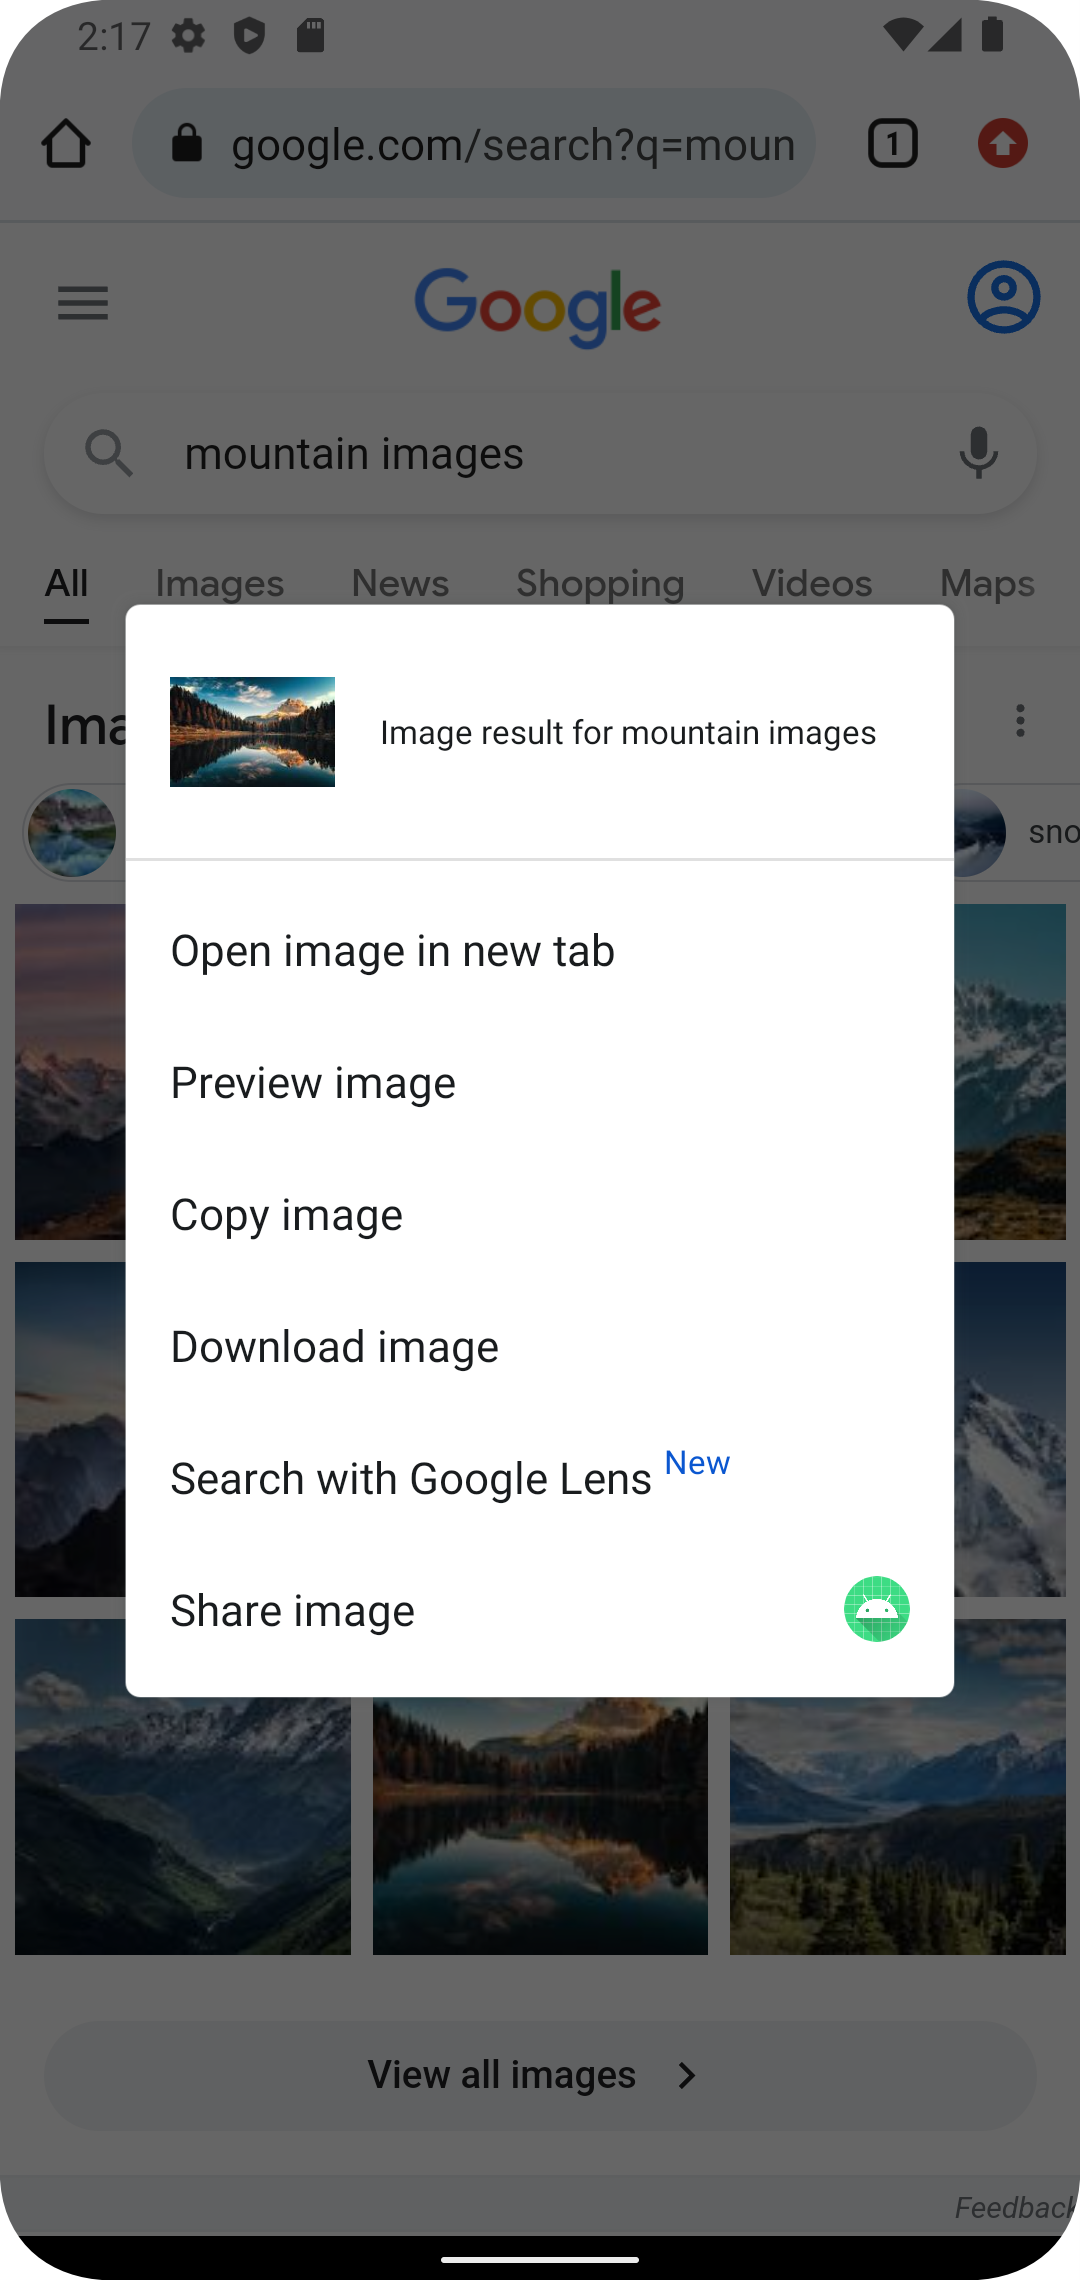 2:17
google.com/search?q=moun
1
Google
mountain images
All Images News Shopping Videos Maps
Ima
Image result for mountain images
sno
Open image in new tab
Preview image
Copy image
Download image
Search with Google Lens New
Share image
View all images
Feedback